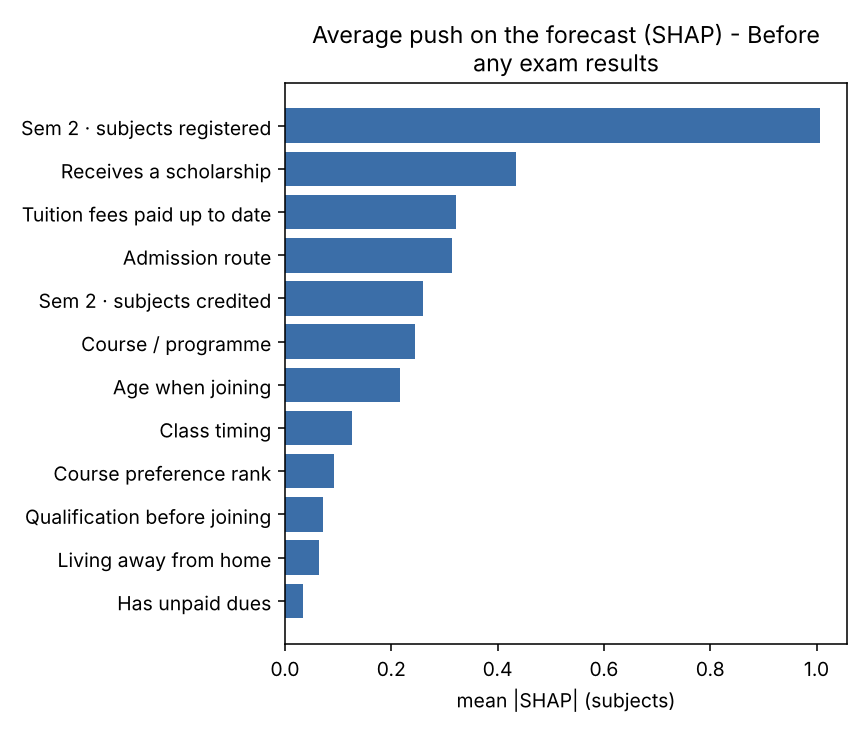 Average push on the forecast (SHAP) - Before
any exam results
Sem 2 · subjects registered
Receives a scholarship
Tuition fees paid up to date
Admission route
Sem 2 · subjects credited
Course / programme
Age when joining
Class timing
Course preference rank
Qualification before joining
Living away from home
Has unpaid dues
0.0 0.2 0.4 0.6 0.8 1.0
mean |SHAP| (subjects)